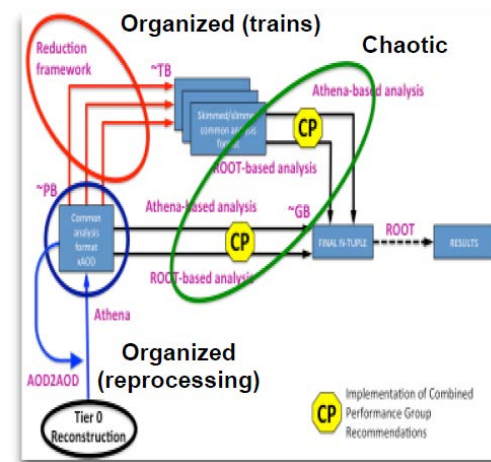 Organized (trains)
Chaotic
Reduction
framework
~TB
Athena-based analysis
CP
Skimmed/slimmed
common analysis
format
ROOT-based analysis
~PB
Athena-based analysis
~GB
Common
analysis
format
xAOD
CP
FINAL N-TUPLE
ROOT
RESULTS
ROOT-based analysis
Athena
Organized
(reprocessing)
AOD2AOD
Tier 0
Reconstruction
CP
Implementation of Combined
Performance Group
Recommendations